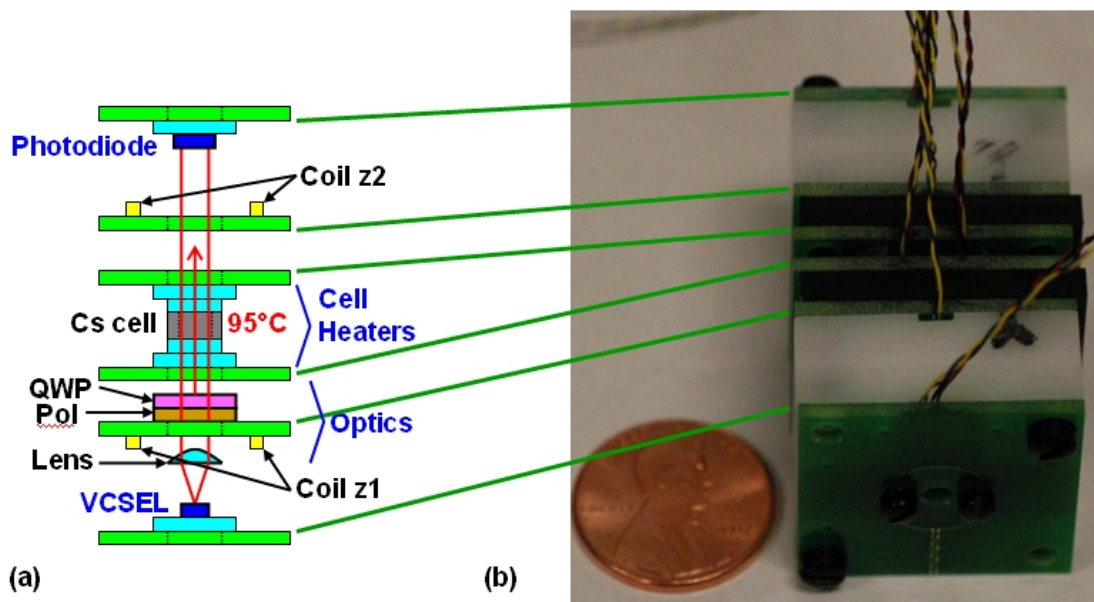 Photodiode
Coil z2
Cs cell
95°C
Cell
Heaters
QWP
Pol
Optics
Lens
Coil z1
VCSEL
(a)
(b)